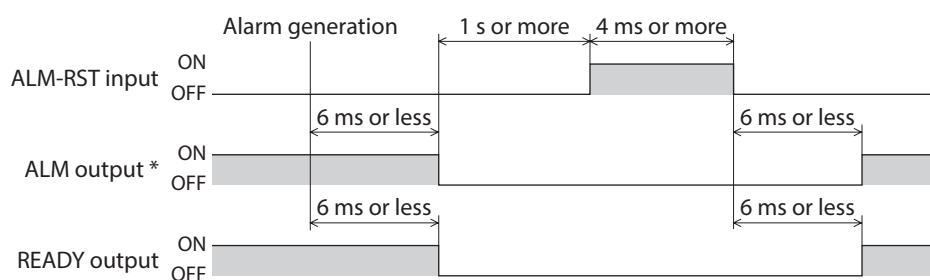 Alarm generation
1 s or more
4 ms or more
ALM-RST input
ON
OFF
6 ms or less
6 ms or less
ALM output *
ON
OFF
6 ms or less
6 ms or less
READY output
ON
OFF